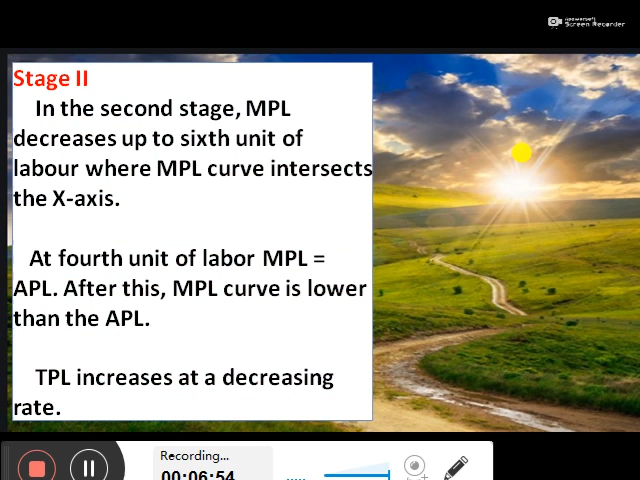 Apowersoft
Screen Recorder
Stage II
In the second stage, MPL
decreases up to sixth unit of
labour where MPL curve intersects
the X-axis.
At fourth unit of labor MPL =
APL. After this, MPL curve is lower
than the APL.
TPL increases at a decreasing
rate.
Recording...
00:06:54